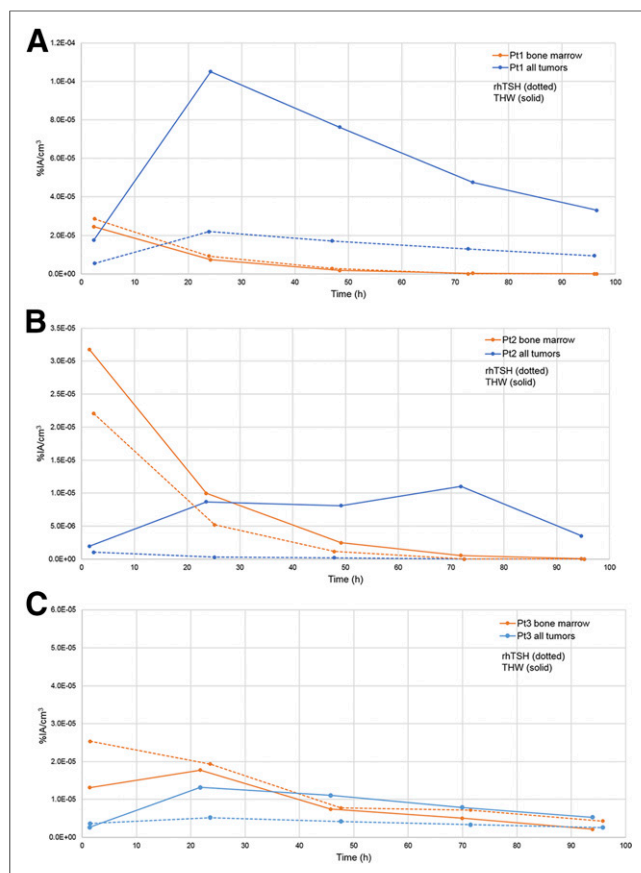 A
1.2E-04
1.0E-04
8.0E-05
6.0E-05
4.0E-05
2.0E-05
0.0E+00
%IA/cm³
0 10 20 30 40 50 60 70 80 90 100
Time (h)
Pt1 bone marrow
Pt1 all tumors
rhTSH (dotted)
THW (solid)
B
3.5E-05
3.0E-05
2.5E-05
2.0E-05
1.5E-05
1.0E-05
5.0E-06
0.0E+00
%IA/cm³
0 10 20 30 40 50 60 70 80 90 100
Time (h)
Pt2 bone marrow
Pt2 all tumors
rhTSH (dotted)
THW (solid)
C
6.0E-05
5.0E-05
4.0E-05
3.0E-05
2.0E-05
1.0E-05
0.0E+00
%IA/cm³
0 10 20 30 40 50 60 70 80 90 100
Time (h)
Pt3 bone marrow
Pt3 all tumors
rhTSH (dotted)
THW (solid)